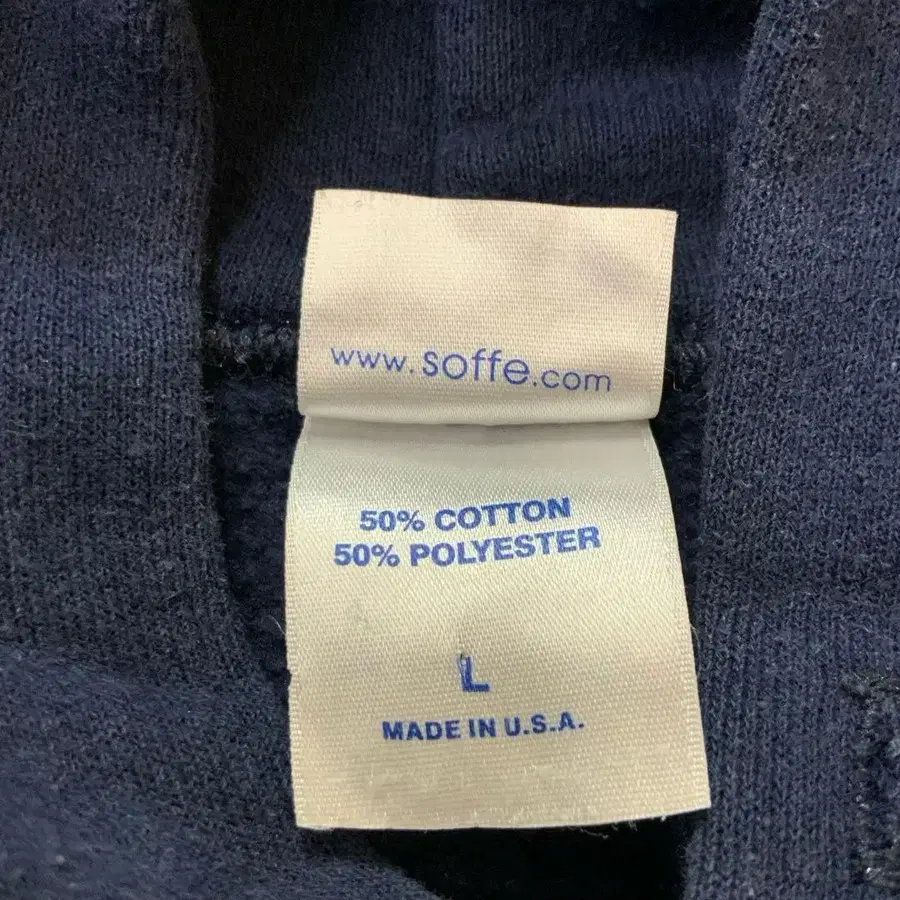 www.soffe.com
50% COTTON
50% POLYESTER
L
MADE IN U.S.A.